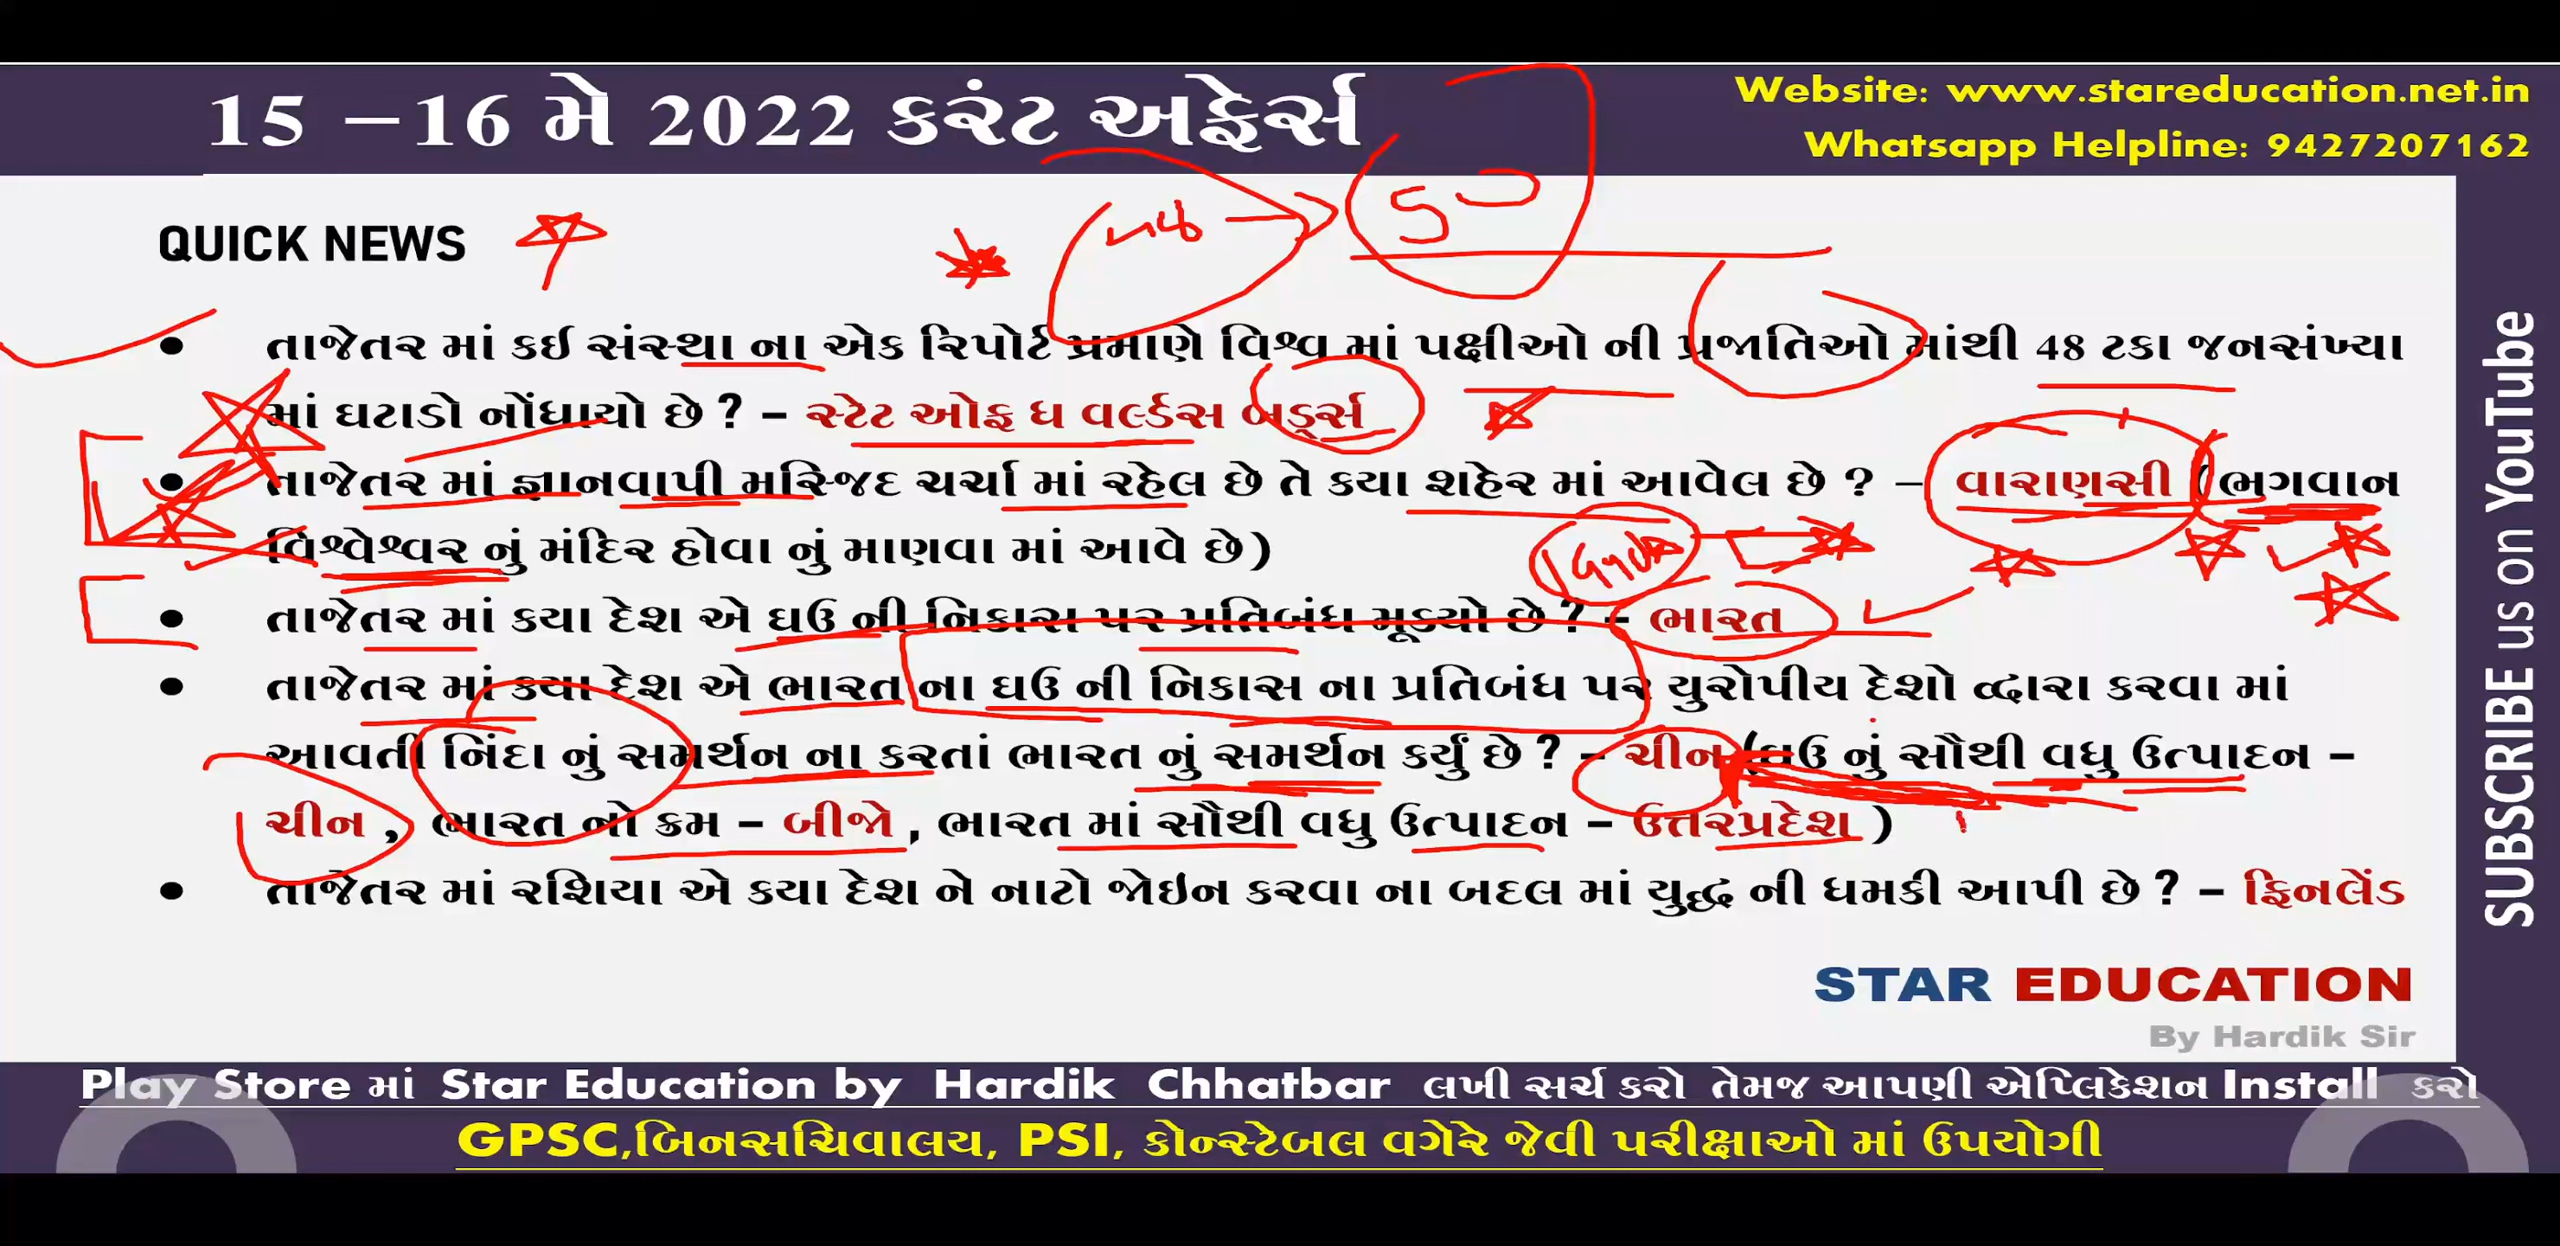 15 –16 મે 2022 કરંટ અફેર્સ
Website: www.stareducation.net.in
Whatsapp Helpline: 9427207162
QUICK NEWS
48 → 50
• તાજેતર માં કઇ સંસ્થા ના એક રિપોર્ટ પ્રમાણે વિશ્વ માં પક્ષીઓ ની પ્રજાતિઓ માંથી 48 ટકા જનસંખ્યા
માં ઘટાડો નોંધાયો છે ? – સ્ટેટ ઓફ ધ વર્લ્ડસ બર્ડ્સ
• તાજેતર માં જ્ઞાનવાપી મસ્જિદ ચર્ચા માં રહેલ છે તે કયા શહેર માં આવેલ છે ? – વારાણસી (ભગવાન
વિશ્વેશ્વર નું મંદિર હોવા નું માણવા માં આવે છે)
• તાજેતર માં કયા દેશ એ ઘઉ ની નિકાસ પર પ્રતિબંધ મૂક્યો છે ? – ભારત
• તાજેતર માં ક્યા દેશ એ ભારત ના ઘઉ ની નિકાસ ના પ્રતિબંધ પર યુરોપીય દેશો ત્દ્વારા કરવા માં
આવતી નિંદા નું સમર્થન ના કરતાં ભારત નું સમર્થન કર્યું છે ? – ચીન (ઘઉ નું સૌથી વધુ ઉત્પાદન –
ચીન , ભારત નો ક્રમ – બીજો , ભારત માં સૌથી વધુ ઉત્પાદન – ઉત્તરપ્રદેશ )
• તાજેતર માં રશિયા એ ક્યા દેશ ને નાટો જોઇન કરવા ના બદલ માં યુદ્ધ ની ધમકી આપી છે ? – ફિનલેંડ
SUBSCRIBE us on YouTube
STAR EDUCATION
By Hardik Sir
Play Store માં Star Education by Hardik Chhatbar લખી સર્ચ કરો તેમજ આપણી એપ્લિકેશન Install કરો
GPSC,બિનસચિવાલય, PSI, કોન્સ્ટેબલ વગેરે જેવી પરીક્ષાઓ માં ઉપયોગી